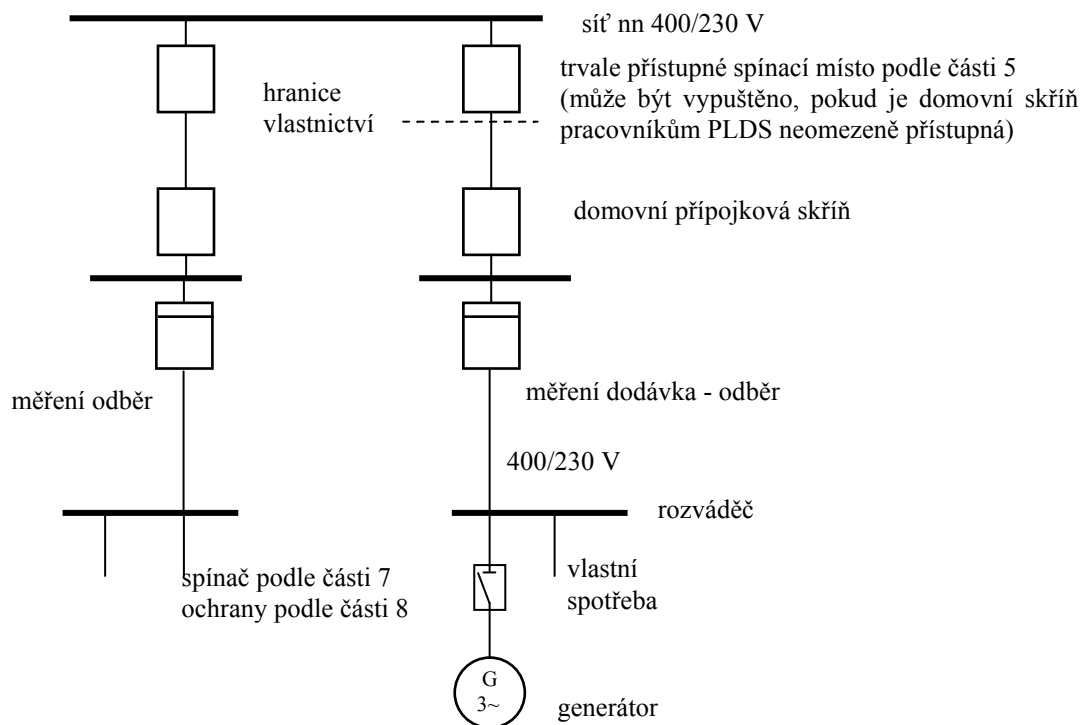 síť nn 400/230 V
trvale přístupné spínací místo podle části 5
(může být vypuštěno, pokud je domovní skříň
pracovníkům PLDS neomezeně přístupná)
hranice
vlastnictví
domovní přípojková skříň
měření odběr
měření dodávka - odběr
400/230 V
rozváděč
spínač podle části 7
ochrany podle části 8
vlastní
spotřeba
G
3~
generátor